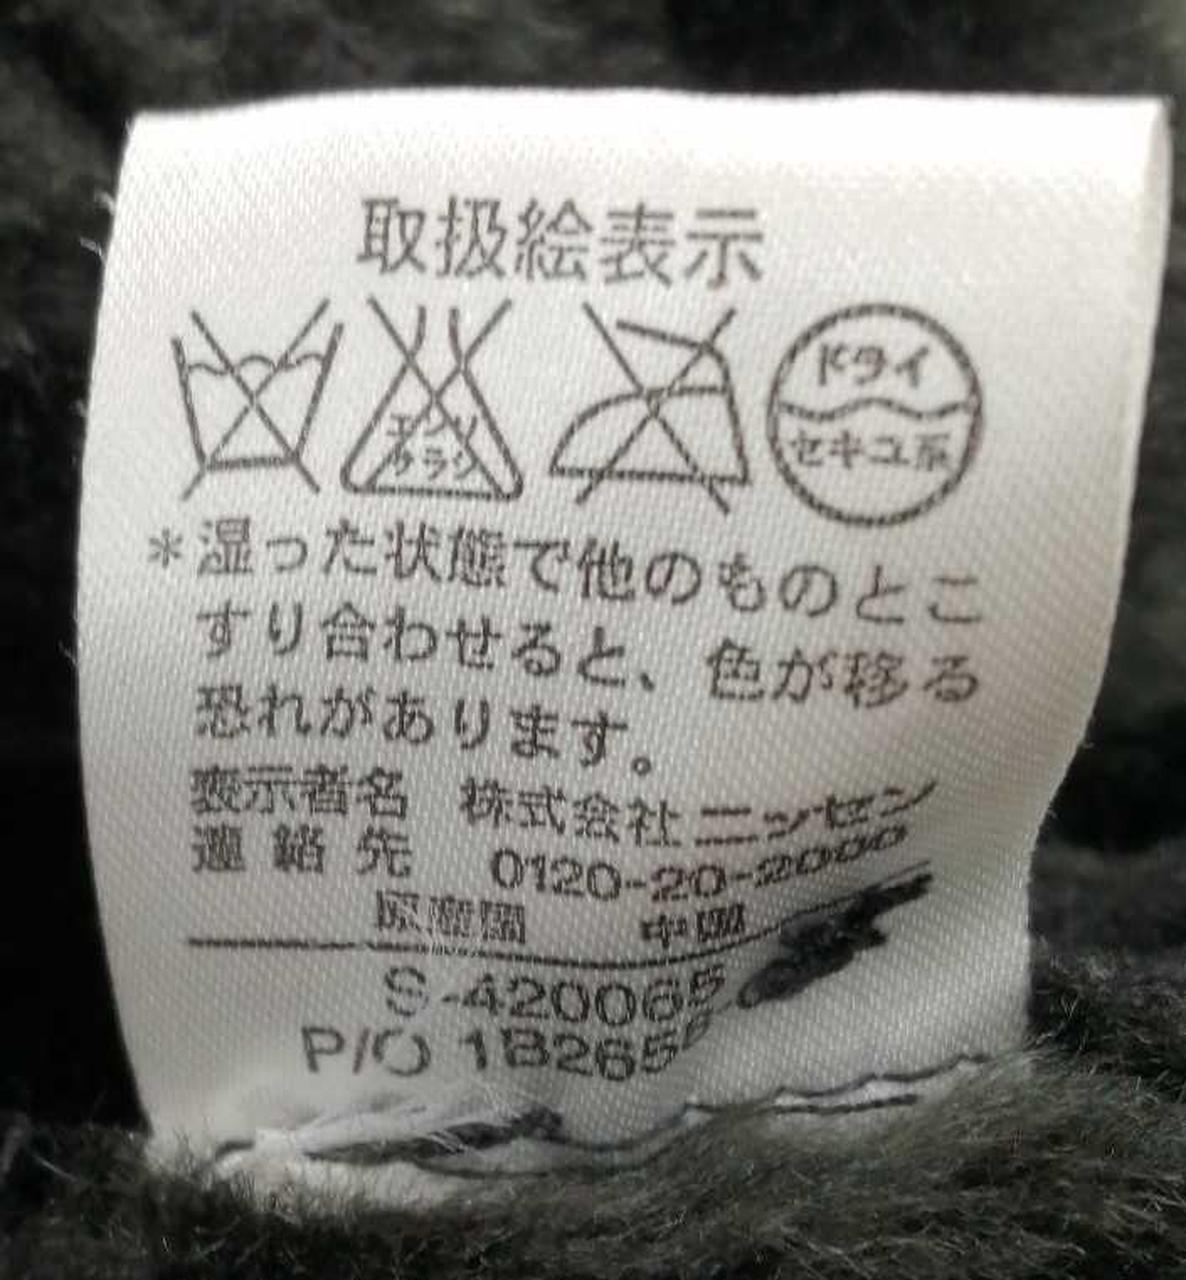 取扱絵表示
エンソ
サラシ
ドライ
セキユ系
*湿った状態で他のものとこ
すり合わせると、色が移る
恐れがあります。
表示者名 株式会社ニッセン
連絡先 0120-20-2000
原産国 中国
S-420065
P/O 1B265